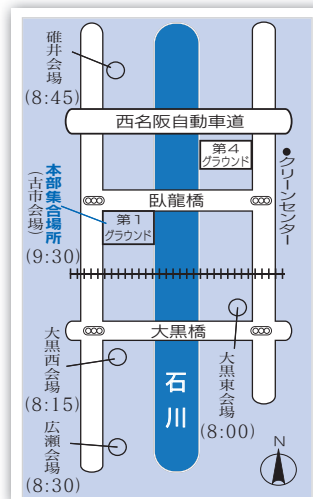 碓井会場
(8:45)
西名阪自動車道
第4
グラウンド
クリーンセンター
本部集合場所
(古市会場)
(9:30)
臥龍橋
第1
グラウンド
大黒橋
大黒西会場
(8:15)
大黒東会場
(8:00)
石川
広瀬会場
(8:30)
N